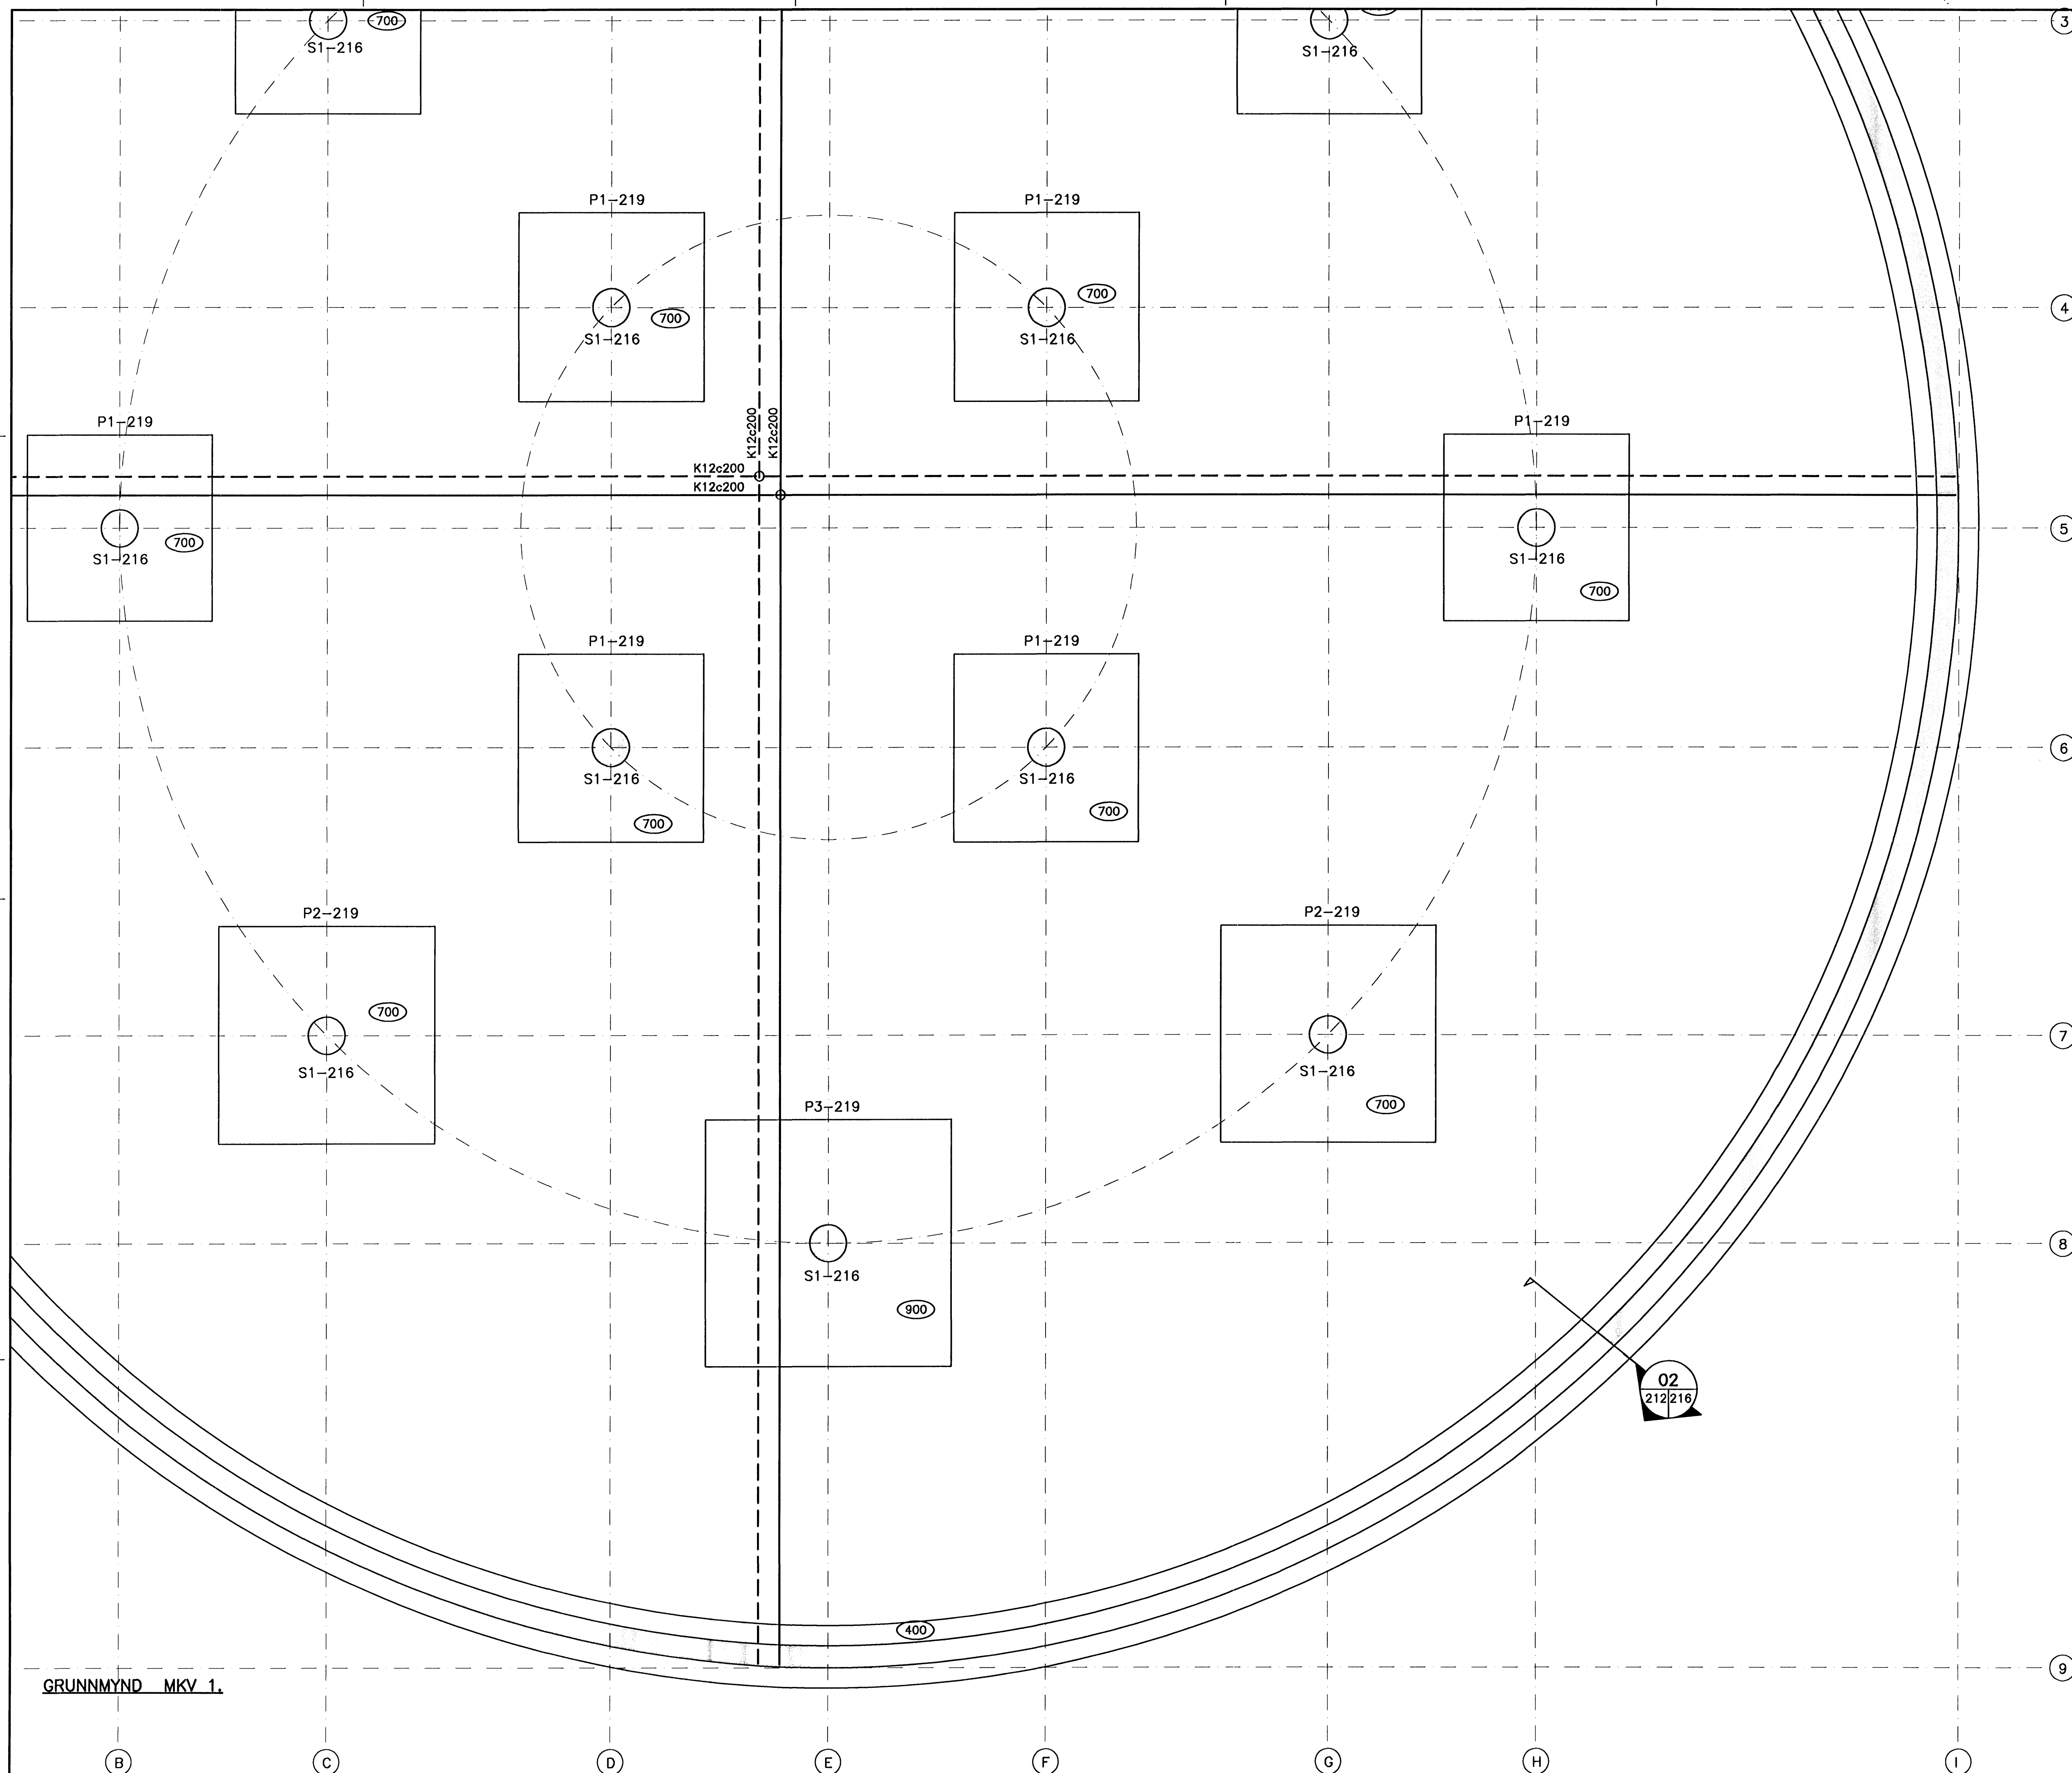 700
3
S1-216
S1-216
P1-219
P1-219
700
4
700
S1-216
S1-216
K12c200
K12c200
P1-219
P1-219
K12c200
K12c200
5
700
S1-216
S1-216
700
P1-219
P1-219
6
S1-216
S1-216
700
700
P2-219
P2-219
700
7
S1-216
S1-216
700
P3-219
8
S1-216
900
02
212 216
400
9
GRUNNMYND MKV 1.
B C D E F G H I